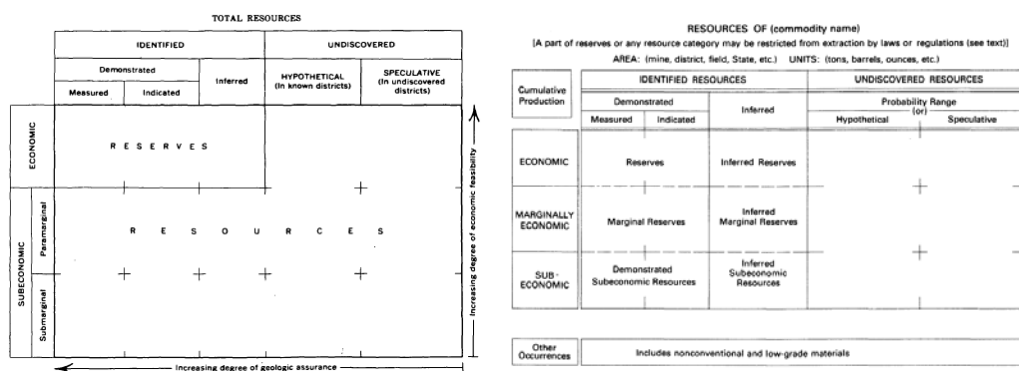 TOTAL RESOURCES
IDENTIFIED
UNDISCOVERED
Demonstrated
Inferred
HYPOTHETICAL
(In known districts)
SPECULATIVE
(In undiscovered
districts)
Measured
Indicated
ECONOMIC
RESERVES
SUBECONOMIC
Paramarginal
RESOURCES
Submarginal
Increasing degree of economic feasibility
Increasing degree of geologic assurance
RESOURCES OF (commodity name)
[A part of reserves or any resource category may be restricted from extraction by laws or regulations (see text)]
AREA: (mine, district, field, State, etc.) UNITS: (tons, barrels, ounces, etc.)
Cumulative
Production
IDENTIFIED RESOURCES
UNDISCOVERED RESOURCES
Demonstrated
Inferred
Probability Range
(or)
Measured
Indicated
Hypothetical
Speculative
ECONOMIC
Reserves
Inferred Reserves
MARGINALLY
ECONOMIC
Marginal Reserves
Inferred
Marginal Reserves
SUB-
ECONOMIC
Demonstrated
Subeconomic Resources
Inferred
Subeconomic
Resources
Other
Occurrences
Includes nonconventional and low-grade materials